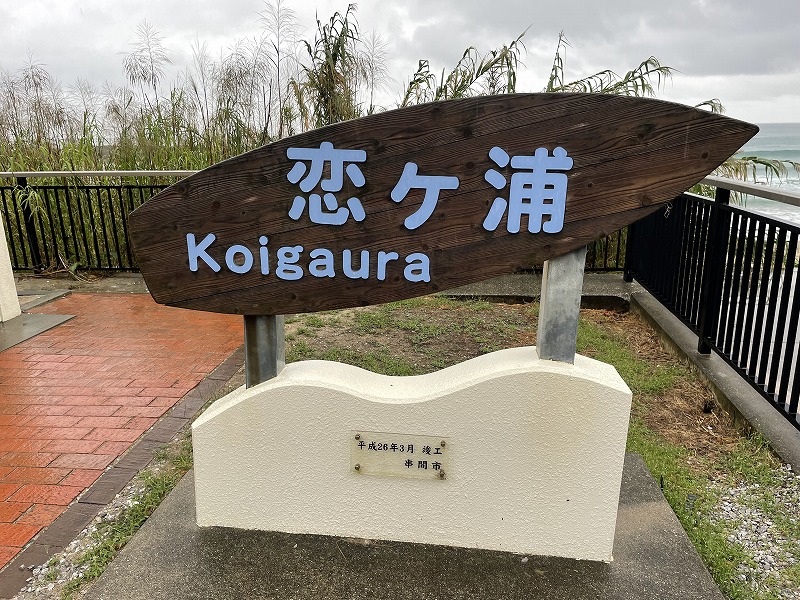 恋ヶ浦
Koigaura
平成26年3月 竣工
串間市